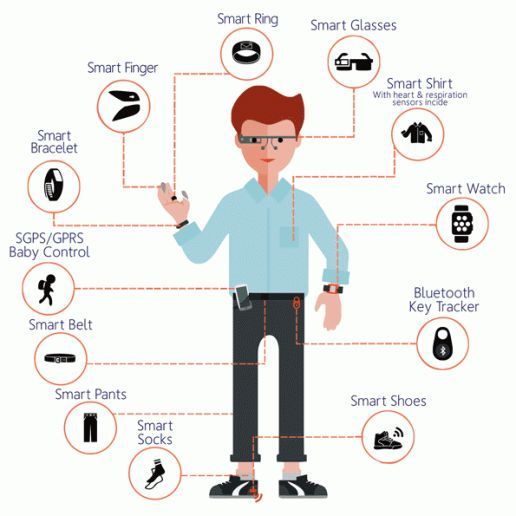 Smart Ring
Smart Glasses
Smart Finger
Smart Shirt
With heart & respiration
sensors incide
Smart
Bracelet
Smart Watch
SGPS/GPRS
Baby Control
Bluetooth
Key Tracker
Smart Belt
Smart Pants
Smart
Socks
Smart Shoes